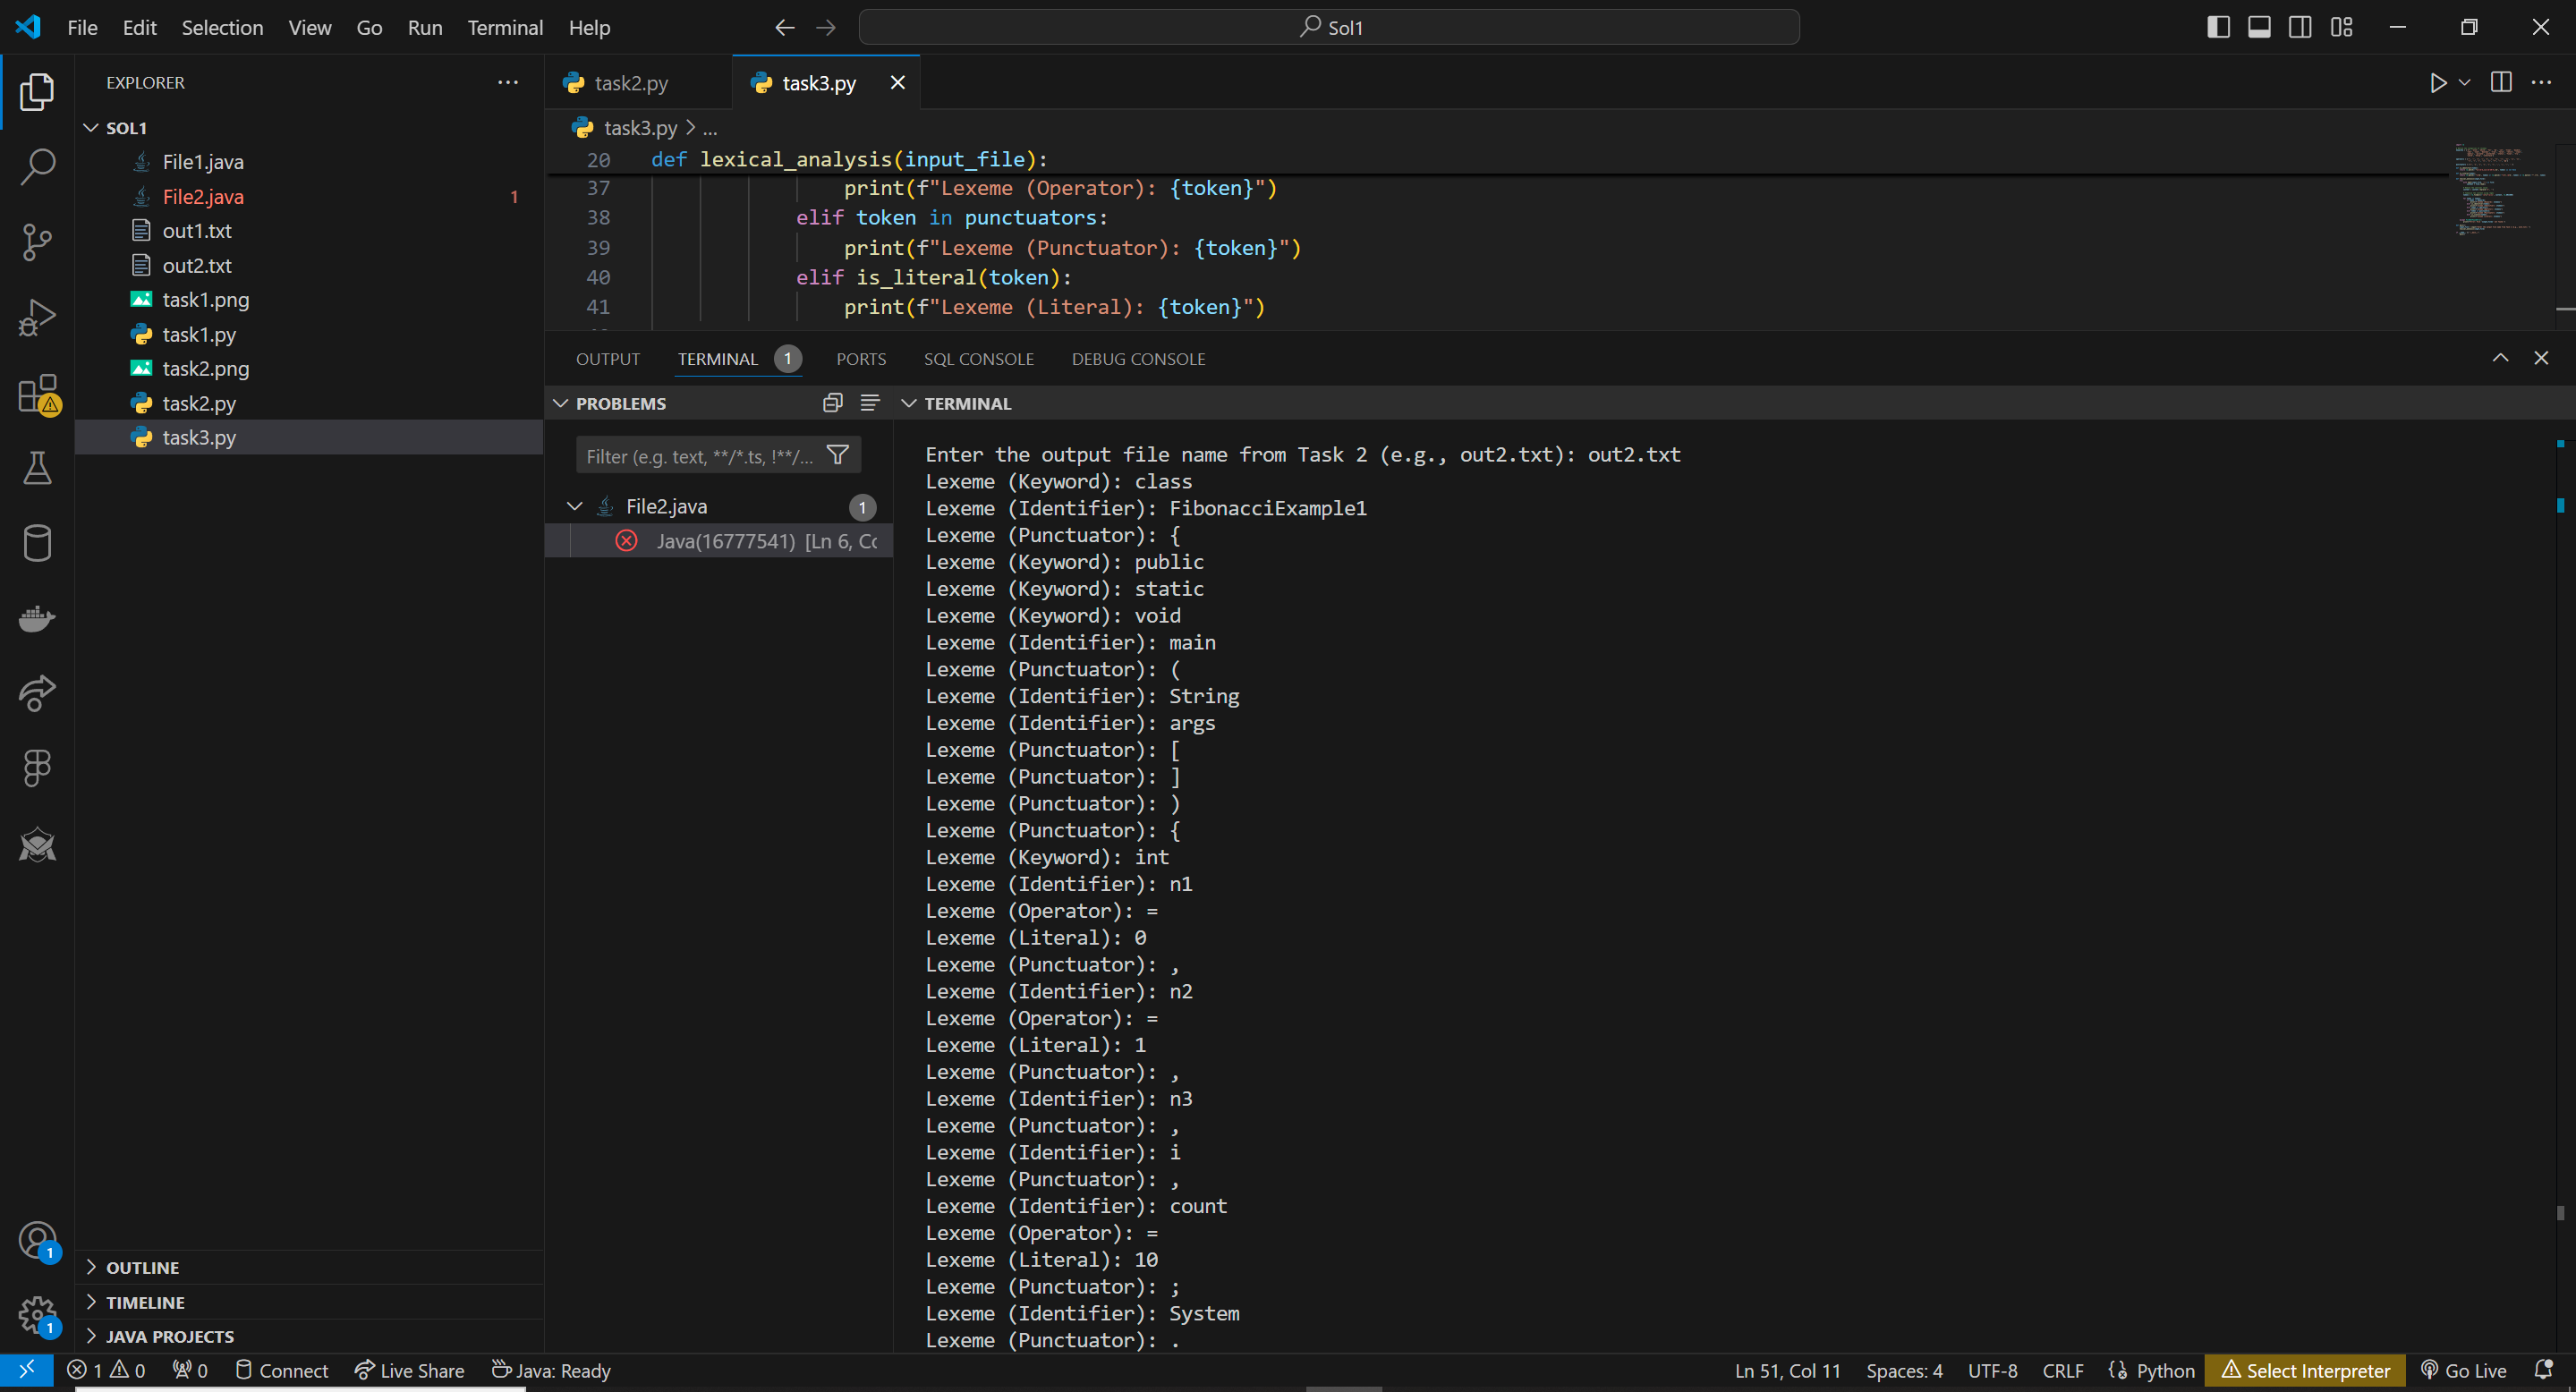 File Edit Selection View Go Run Terminal Help
Sol1
EXPLORER
SOL1
File1.java
File2.java 1
out1.txt
out2.txt
task1.png
task1.py
task2.png
task2.py
task3.py
OUTLINE
TIMELINE
JAVA PROJECTS
task2.py task3.py
task3.py > ...
20 def lexical_analysis(input_file):
37 print(f"Lexeme (Operator): {token}")
38 elif token in punctuators:
39 print(f"Lexeme (Punctuator): {token}")
40 elif is_literal(token):
41 print(f"Lexeme (Literal): {token}")
OUTPUT TERMINAL 1 PORTS SQL CONSOLE DEBUG CONSOLE
PROBLEMS
Filter (e.g. text, **/*.ts, !**/...
File2.java 1
Java(16777541) [Ln 6, Co
TERMINAL
Enter the output file name from Task 2 (e.g., out2.txt): out2.txt
Lexeme (Keyword): class
Lexeme (Identifier): FibonacciExample1
Lexeme (Punctuator): {
Lexeme (Keyword): public
Lexeme (Keyword): static
Lexeme (Keyword): void
Lexeme (Identifier): main
Lexeme (Punctuator): (
Lexeme (Identifier): String
Lexeme (Identifier): args
Lexeme (Punctuator): [
Lexeme (Punctuator): ]
Lexeme (Punctuator): )
Lexeme (Punctuator): {
Lexeme (Keyword): int
Lexeme (Identifier): n1
Lexeme (Operator): =
Lexeme (Literal): 0
Lexeme (Punctuator): ,
Lexeme (Identifier): n2
Lexeme (Operator): =
Lexeme (Literal): 1
Lexeme (Punctuator): ,
Lexeme (Identifier): n3
Lexeme (Punctuator): ,
Lexeme (Identifier): i
Lexeme (Punctuator): ,
Lexeme (Identifier): count
Lexeme (Operator): =
Lexeme (Literal): 10
Lexeme (Punctuator): ;
Lexeme (Identifier): System
Lexeme (Punctuator): .
1
1
1 0 0 Connect Live Share Java: Ready Ln 51, Col 11 Spaces: 4 UTF-8 CRLF Python Select Interpreter Go Live